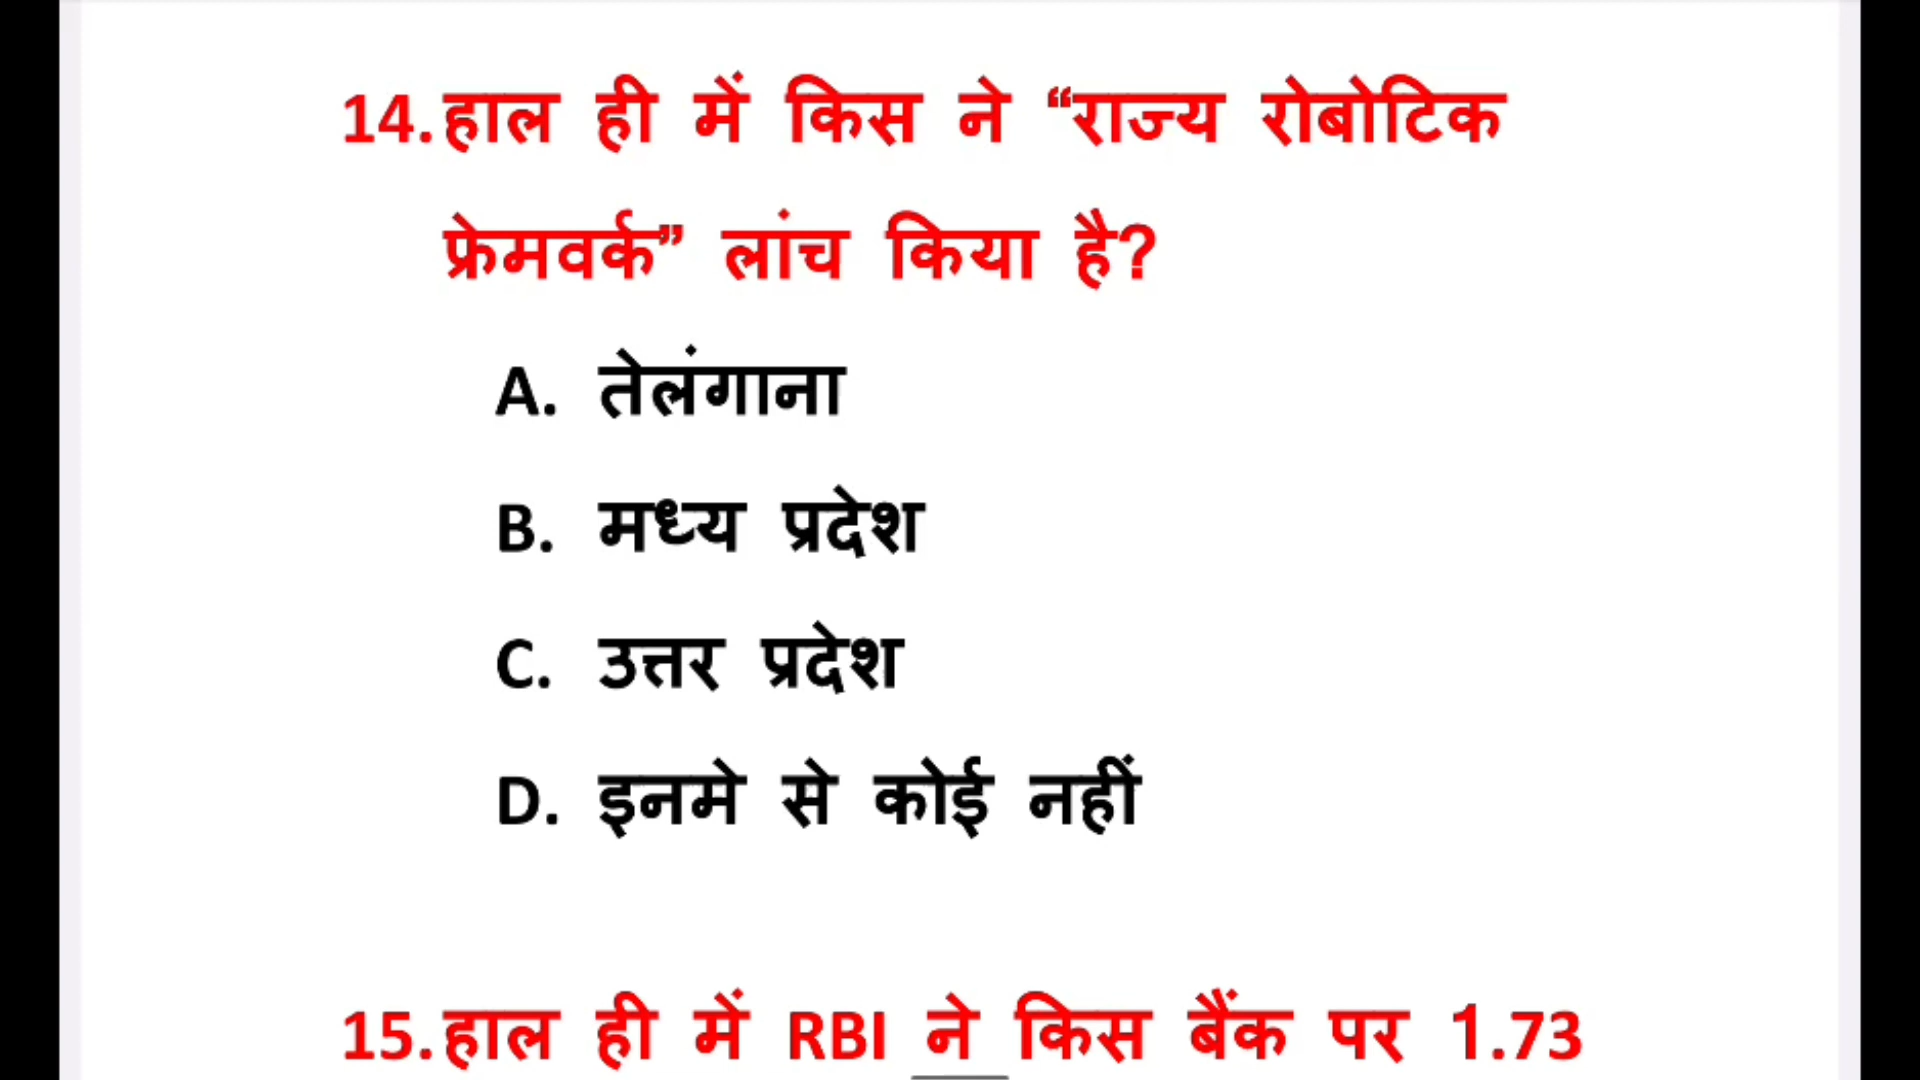 14.हाल ही में किस ने “राज्य रोबोटिक
फ्रेमवर्क” लांच किया है?
A. तेलंगाना
B. मध्य प्रदेश
C. उत्तर प्रदेश
D. इनमे से कोई नहीं
15.हाल ही में RBI ने किस बैंक पर 1.73